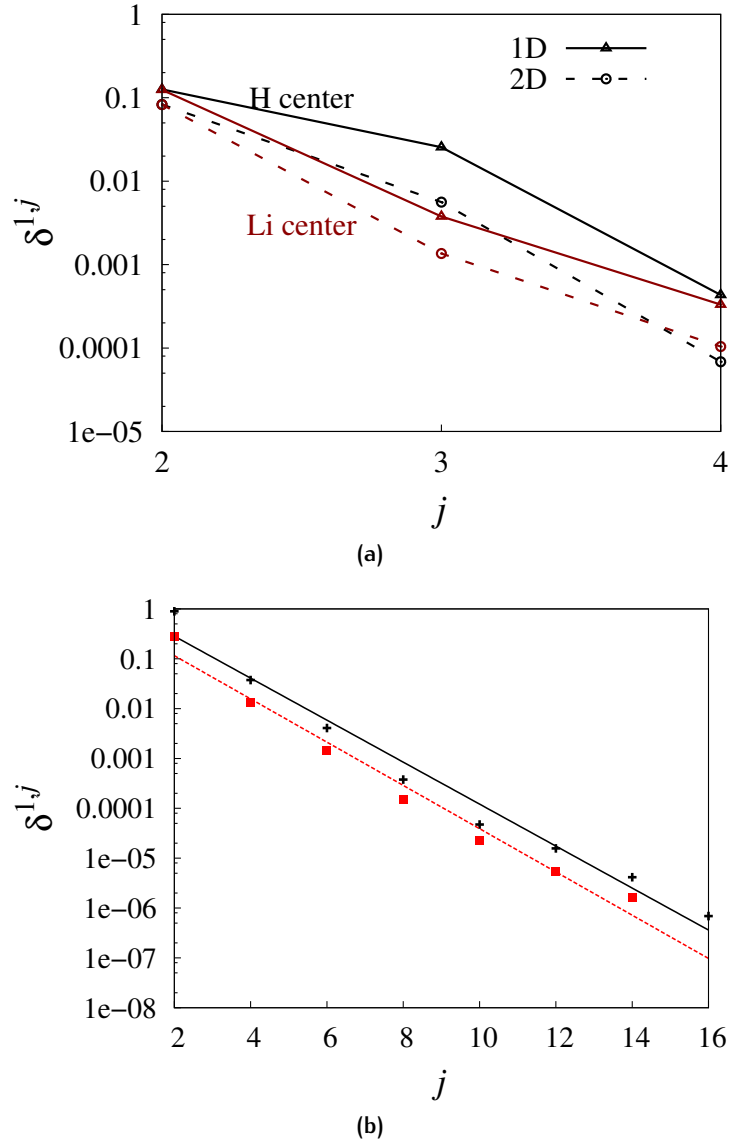 1
1D
2D
0.1
H center
0.01
Li center
0.001
0.0001
1e−05
2 3 4
δ^{1,j}
j
(a)
1
0.1
0.01
0.001
0.0001
1e−05
1e−06
1e−07
1e−08
2 4 6 8 10 12 14 16
δ^{1,j}
j
(b)